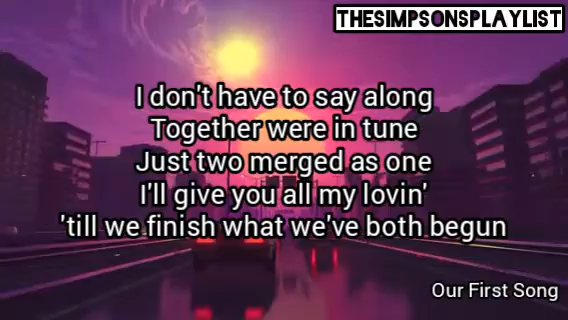 THESIMPSONSPLAYLIST
I don't have to say along
Together were in tune
Just two merged as one
I'll give you all my lovin'
'till we finish what we've both begun
Our First Song